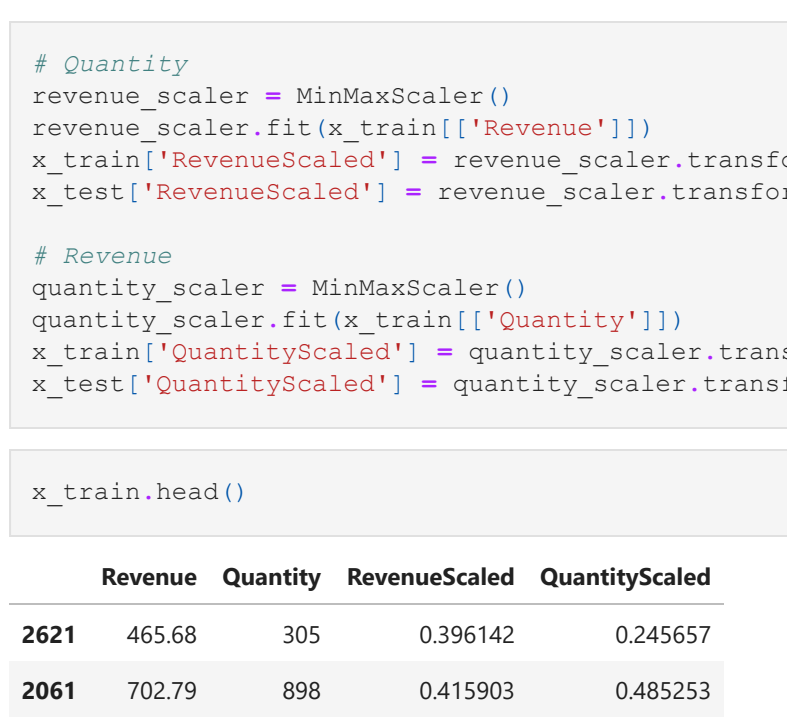 # Quantity
revenue_scaler = MinMaxScaler()
revenue_scaler.fit(x_train[['Revenue']])
x_train['RevenueScaled'] = revenue_scaler.transfo
x_test['RevenueScaled'] = revenue_scaler.transfor
# Revenue
quantity_scaler = MinMaxScaler()
quantity_scaler.fit(x_train[['Quantity']])
x_train['QuantityScaled'] = quantity_scaler.trans
x_test['QuantityScaled'] = quantity_scaler.transf
x_train.head()
Revenue Quantity RevenueScaled QuantityScaled
2621 465.68 305 0.396142 0.245657
2061 702.79 898 0.415903 0.485253